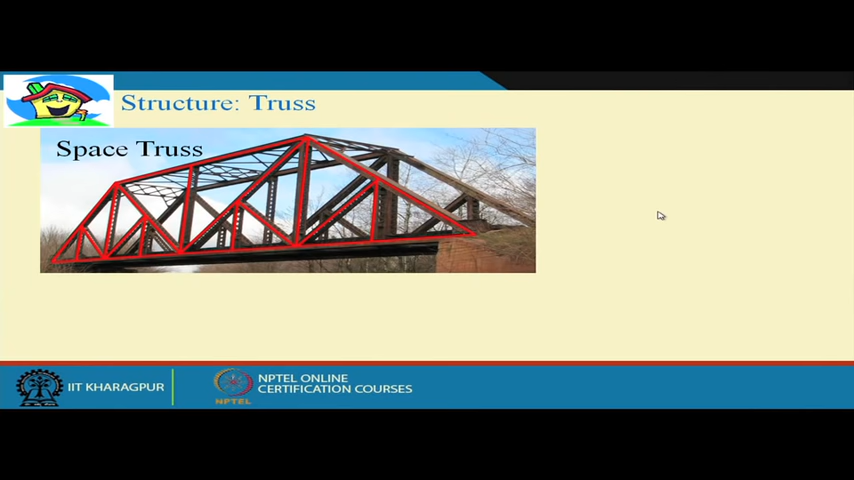 Structure: Truss
Space Truss
IIT KHARAGPUR
NPTEL ONLINE
CERTIFICATION COURSES
NPTEL